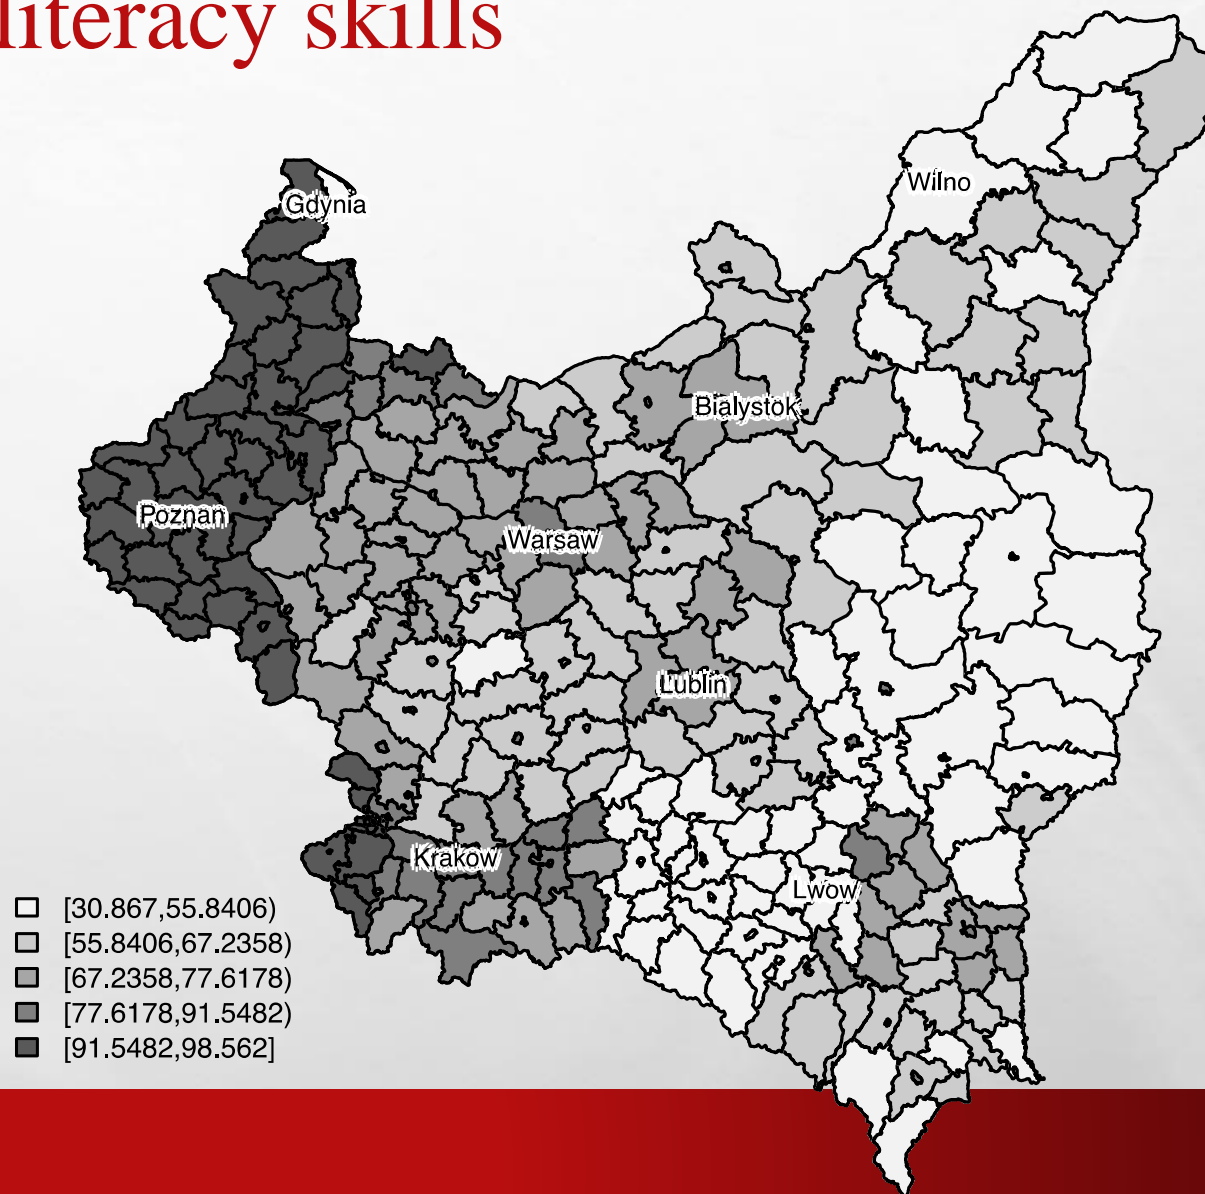 literacy skills
Gdynia
Wilno
Bialystok
Poznan
Warsaw
Lublin
Krakow
Lwow
[30.867,55.8406)
[55.8406,67.2358)
[67.2358,77.6178)
[77.6178,91.5482)
[91.5482,98.562]